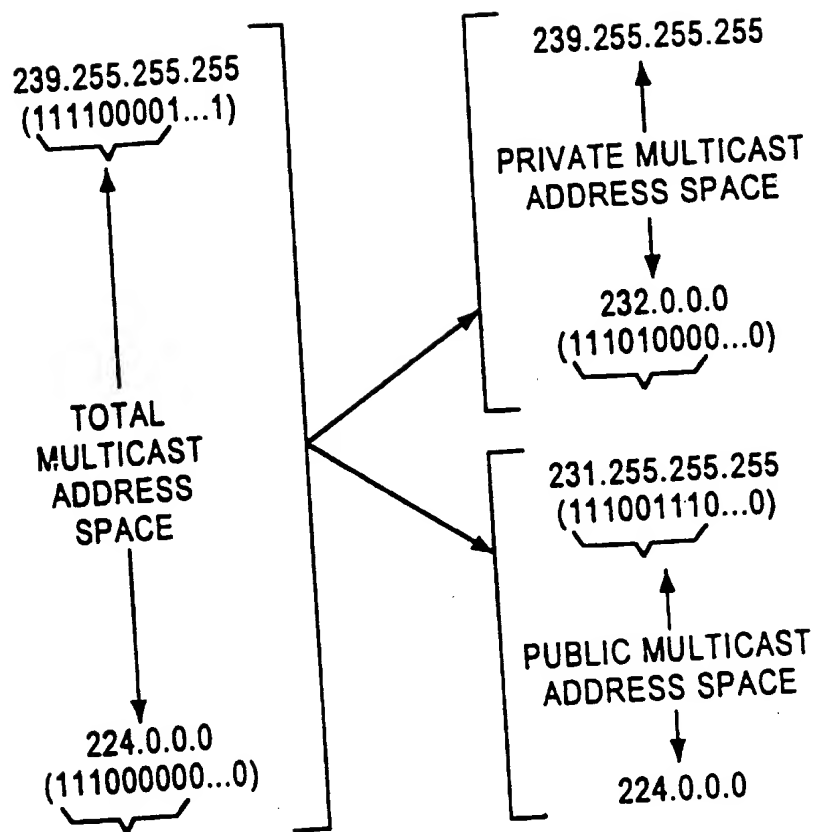 239.255.255.255
(111100001...1)
TOTAL
MULTICAST
ADDRESS
SPACE
224.0.0.0
(111000000...0)
239.255.255.255
PRIVATE MULTICAST
ADDRESS SPACE
232.0.0.0
(111010000...0)
231.255.255.255
(111001110...0)
PUBLIC MULTICAST
ADDRESS SPACE
224.0.0.0